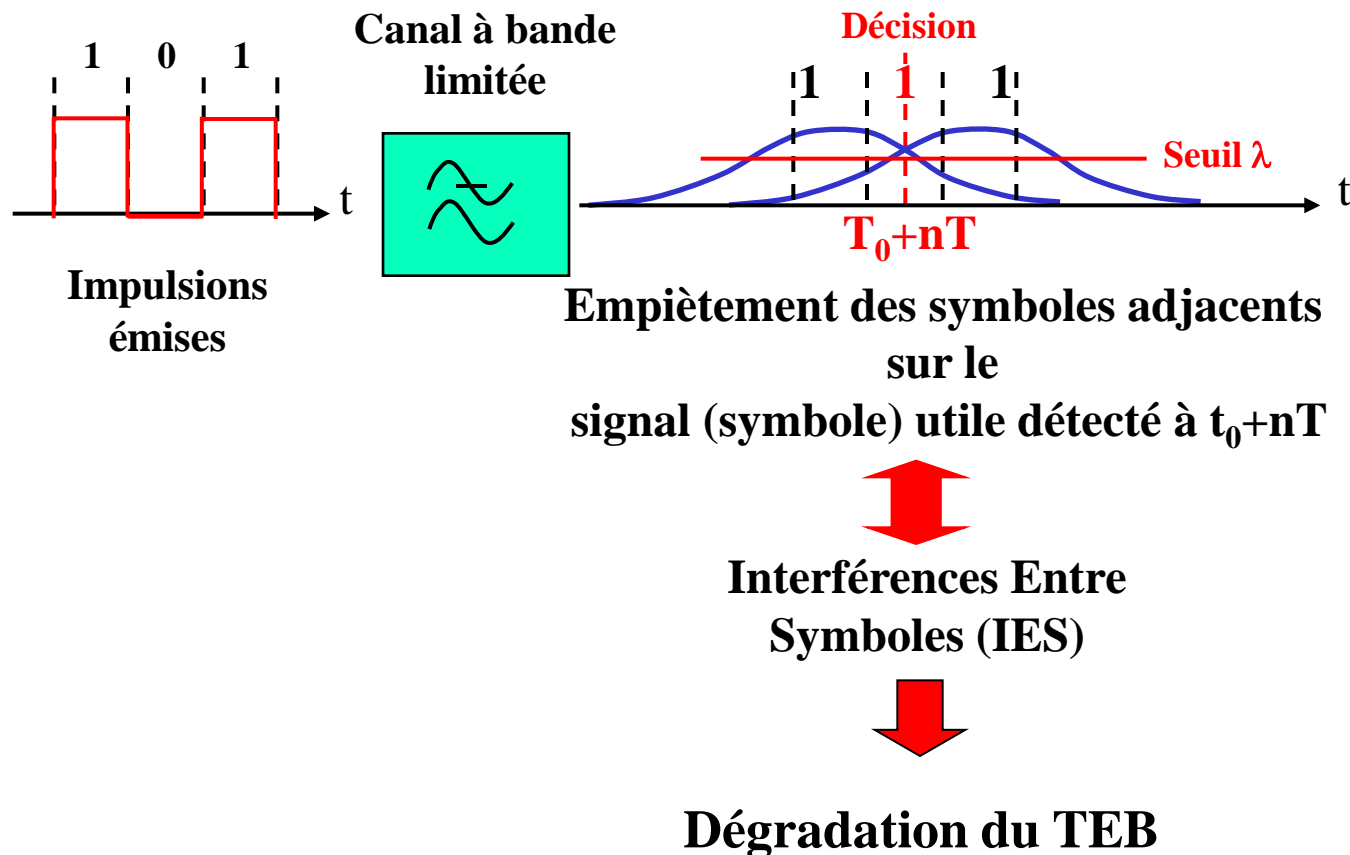 1 0 1
t
Impulsions
émises
Canal à bande
limitée
Décision
1 1 1
Seuil λ
t
T₀+nT
Empiètement des symboles adjacents
sur le
signal (symbole) utile détecté à t₀+nT
Interférences Entre
Symboles (IES)
Dégradation du TEB